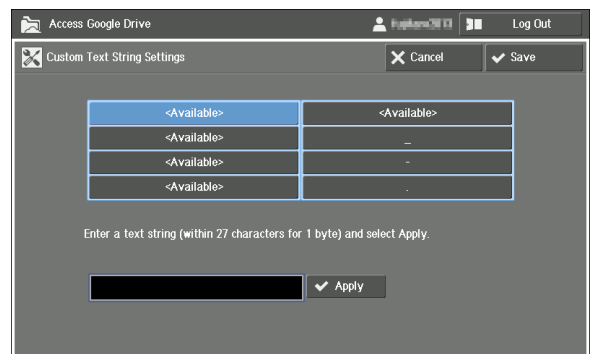 Access Google Drive
Log Out
Custom Text String Settings
Cancel
Save
<Available>
<Available>
<Available>
_
<Available>
-
<Available>
.
Enter a text string (within 27 characters for 1 byte) and select Apply.
Apply